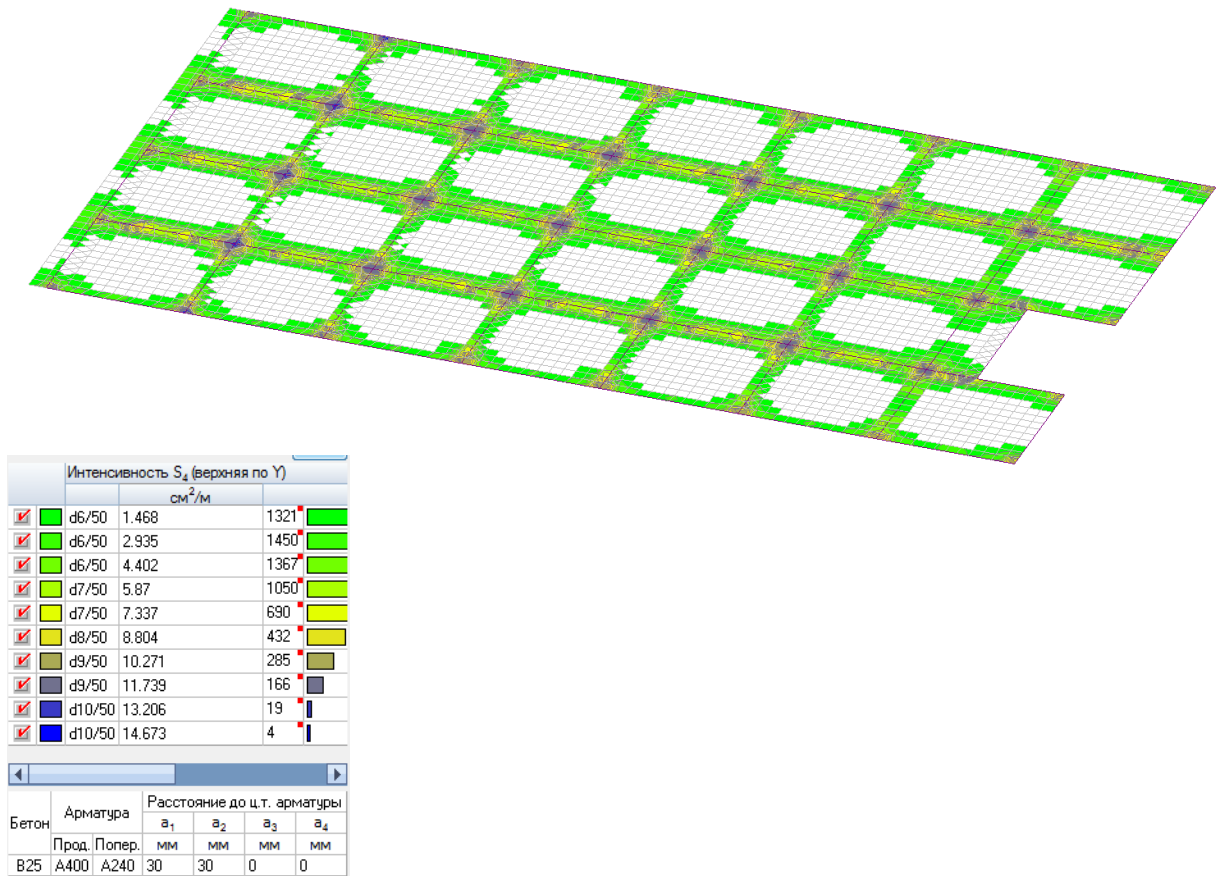 Интенсивность S4 (верхняя по Y)
см2/м
d6/50 1.468 1321
d6/50 2.935 1450
d6/50 4.402 1367
d7/50 5.87 1050
d7/50 7.337 690
d8/50 8.804 432
d9/50 10.271 285
d9/50 11.739 166
d10/50 13.206 19
d10/50 14.673 4
Бетон Арматура Расстояние до ц.т. арматуры
a1 a2 a3 a4
Прод. Попер. мм мм мм мм
B25 A400 A240 30 30 0 0